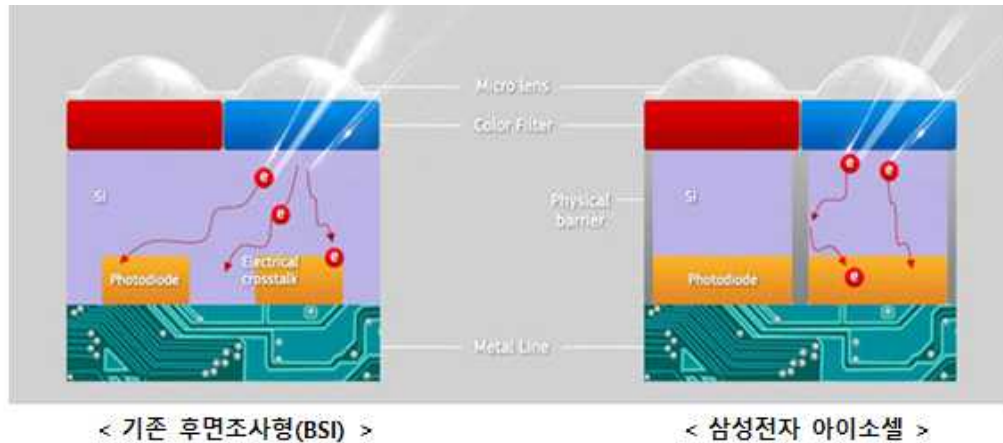 Micro lens
Color Filter
Si
Si
Physical
barrier
Electrical
crosstalk
Photodiode
Photodiode
e
e
e
e
e
e
Metal Line
< 기존 후면조사형(BSI) >
< 삼성전자 아이소셀 >